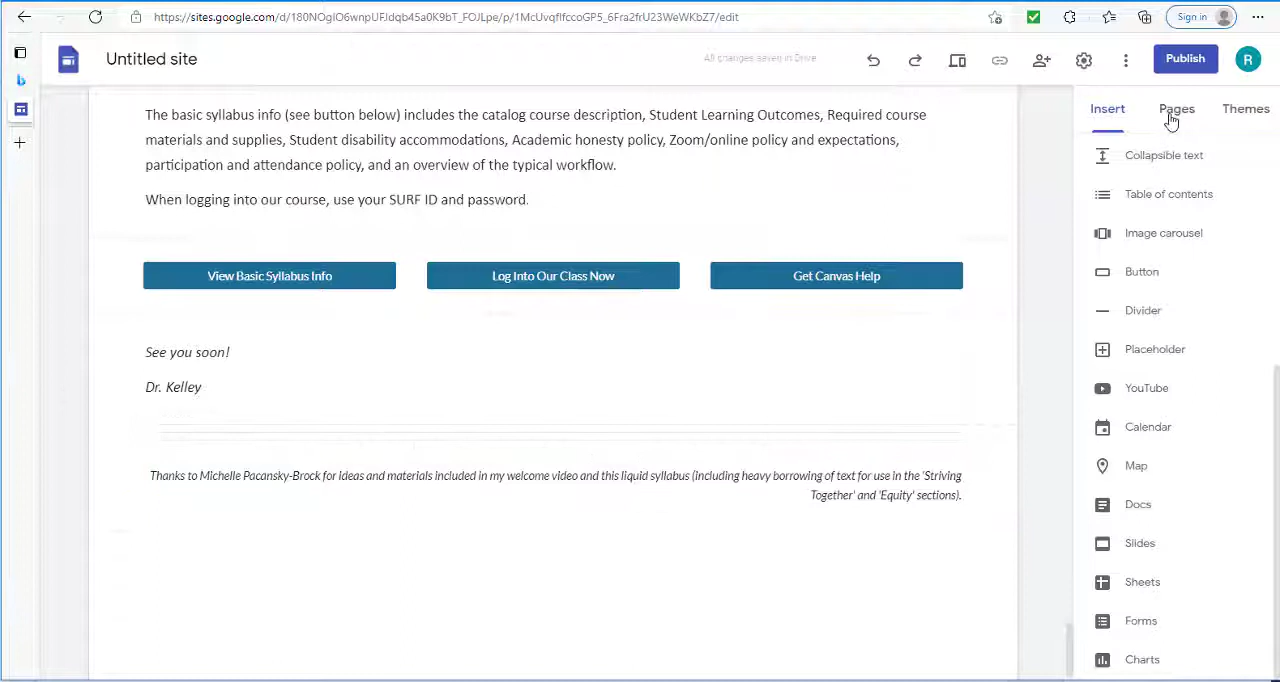 https://sites.google.com/d/180NOglO6wnpUFJdqb45a0K9bT_FOJLpe/p/1McUvqflfccoGP5_6Fra2frU23WeWKbZ7/edit
Sign in
Untitled site
All changes saved in Drive
Publish
R
Insert
Pages
Themes
The basic syllabus info (see button below) includes the catalog course description, Student Learning Outcomes, Required course
materials and supplies, Student disability accommodations, Academic honesty policy, Zoom/online policy and expectations,
participation and attendance policy, and an overview of the typical workflow.
When logging into our course, use your SURF ID and password.
View Basic Syllabus Info
Log Into Our Class Now
Get Canvas Help
See you soon!
Dr. Kelley
Thanks to Michelle Pacansky-Brock for ideas and materials included in my welcome video and this liquid syllabus (including heavy borrowing of text for use in the 'Striving
Together' and 'Equity' sections).
Collapsible text
Table of contents
Image carousel
Button
Divider
Placeholder
YouTube
Calendar
Map
Docs
Slides
Sheets
Forms
Charts